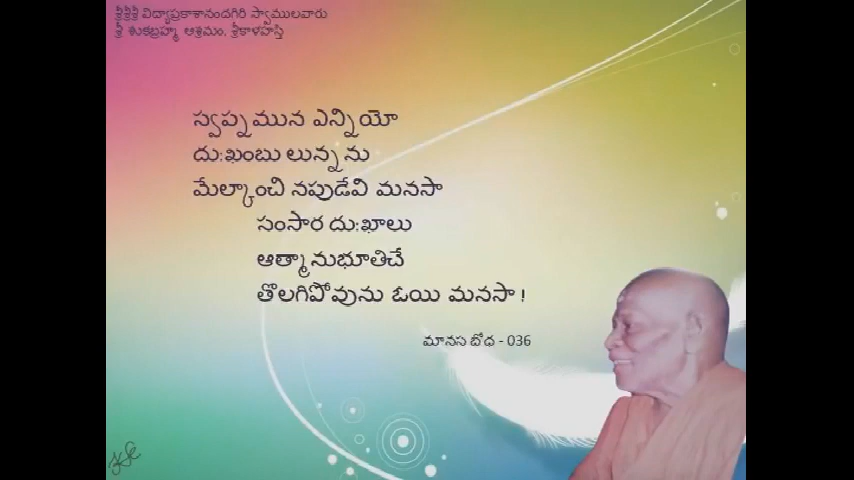 శ్రీశ్రీశ్రీ విద్యాప్రకాశానందగిరి స్వాములవారు
శ్రీ శుకబ్రహ్మ ఆశ్రమం, శ్రీకాళహస్తి
స్వప్నమున ఎన్నియో
దు:ఖంబు లున్నను
మేల్కాంచి నపుడేవి మనసా
సంసార దు:ఖాలు
ఆత్మానుభూతిచే
తొలగిపోవును ఓయి మనసా !
మానస బోధ - 036